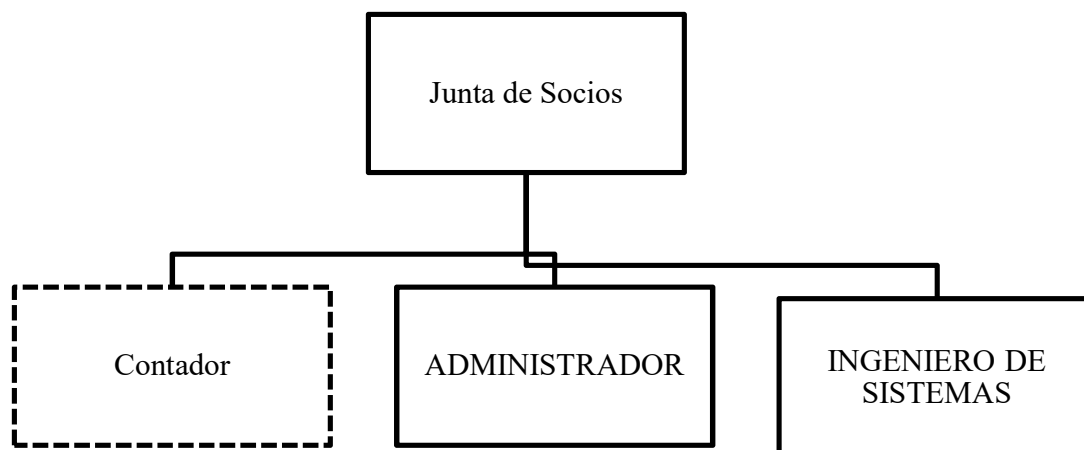 Junta de Socios
Contador
ADMINISTRADOR
INGENIERO DE
SISTEMAS